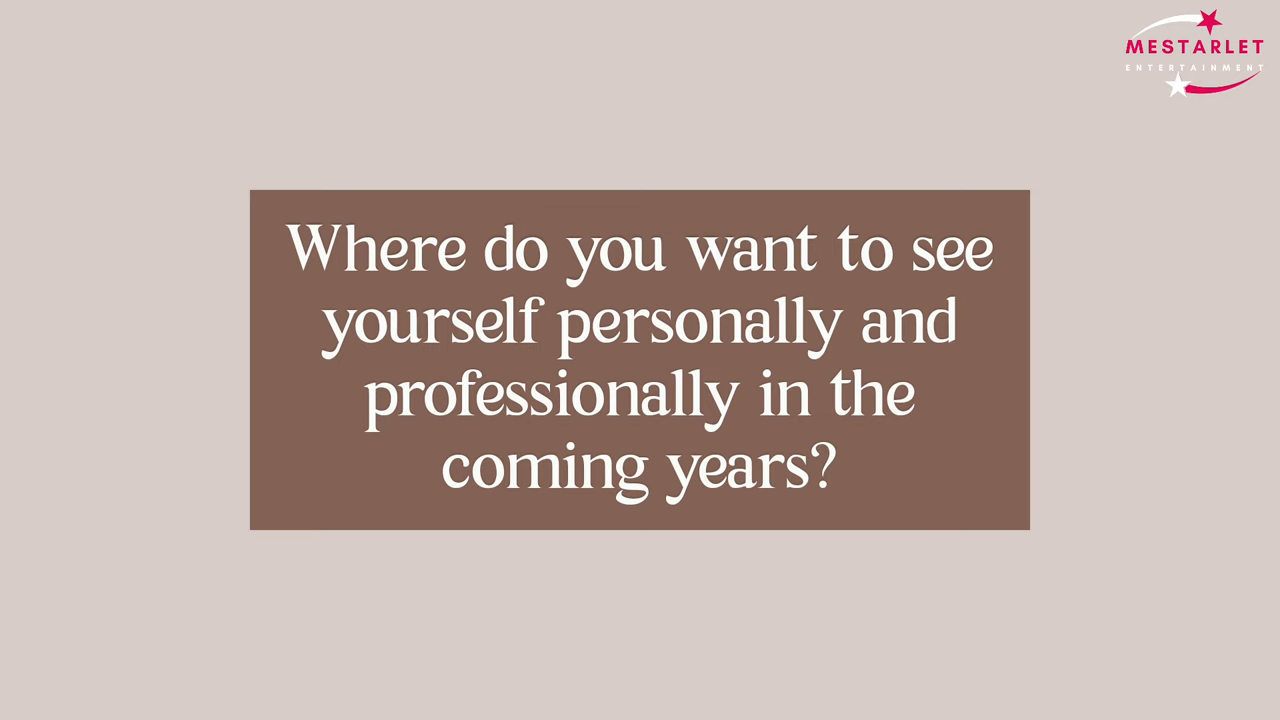 MESTARLET
ENTERTAINMENT
Where do you want to see
yourself personally and
professionally in the
coming years?